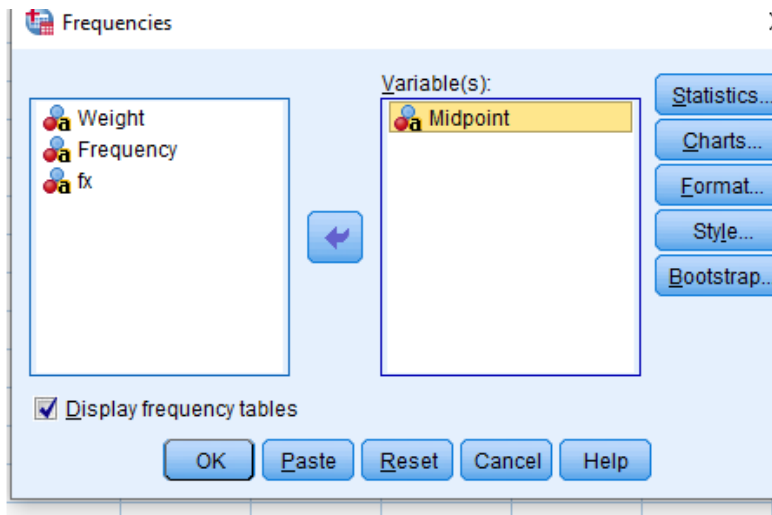 Frequencies
Variable(s):
Weight
Frequency
fx
Midpoint
Statistics...
Charts...
Format...
Style...
Bootstrap...
Display frequency tables
OK Paste Reset Cancel Help